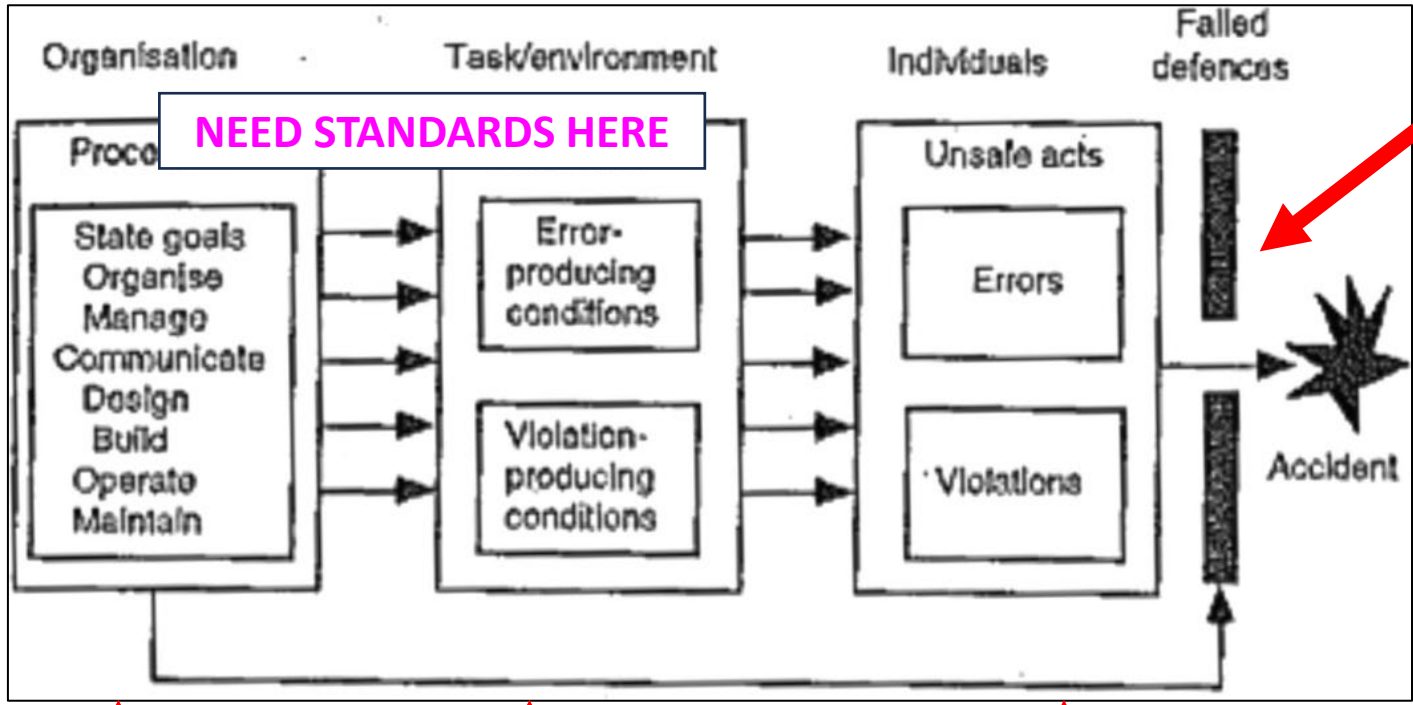 Organisation
Task/environment
Individuals
Failed
defences
NEED STANDARDS HERE
Proce
Unsafe acts
State goals
Organise
Manage
Communicate
Design
Build
Operate
Maintain
Error-
producing
conditions
Violation-
producing
conditions
Errors
Violations
Accident